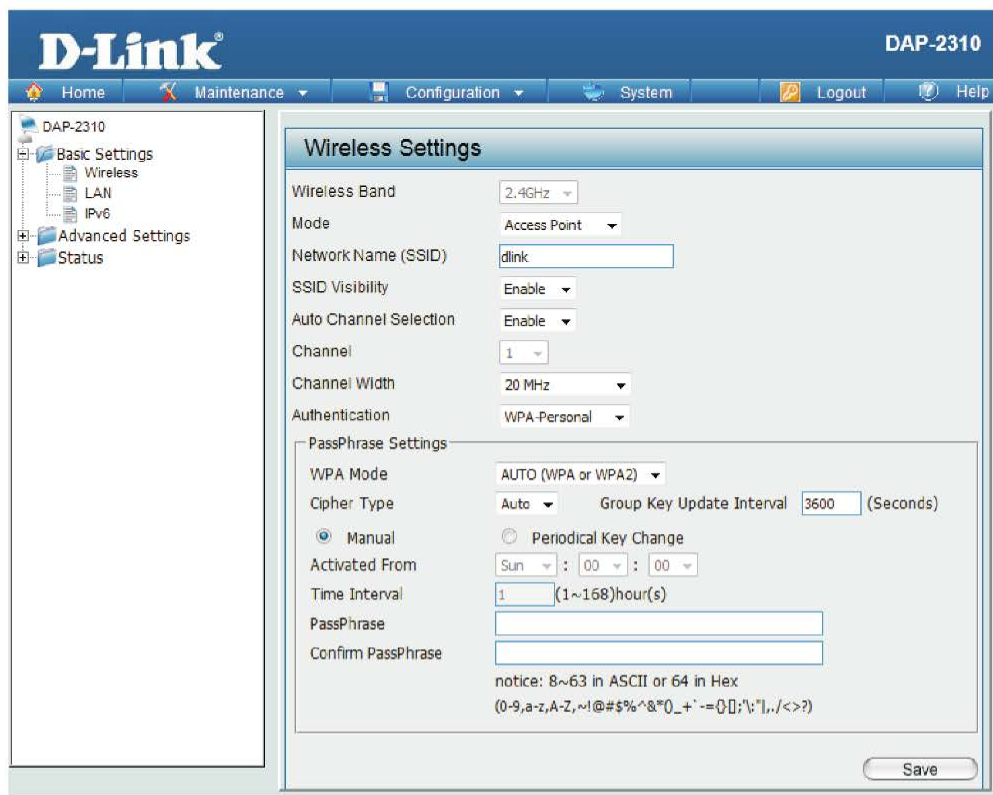 D-Link®
DAP-2310
Home Maintenance Configuration System Logout Help
DAP-2310
Basic Settings
Wireless
LAN
IPv6
Advanced Settings
Status
Wireless Settings
Wireless Band 2.4GHz
Mode Access Point
Network Name (SSID) dlink
SSID Visibility Enable
Auto Channel Selection Enable
Channel 1
Channel Width 20 MHz
Authentication WPA-Personal
PassPhrase Settings
WPA Mode AUTO (WPA or WPA2)
Cipher Type Auto Group Key Update Interval 3600 (Seconds)
Manual Periodical Key Change
Activated From Sun : 00 : 00
Time Interval 1 (1~168)hour(s)
PassPhrase
Confirm PassPhrase
notice: 8~63 in ASCII or 64 in Hex
(0-9,a-z,A-Z,~!@#$%^&*()_+`-={}[];'\:"|,./<>?)
Save